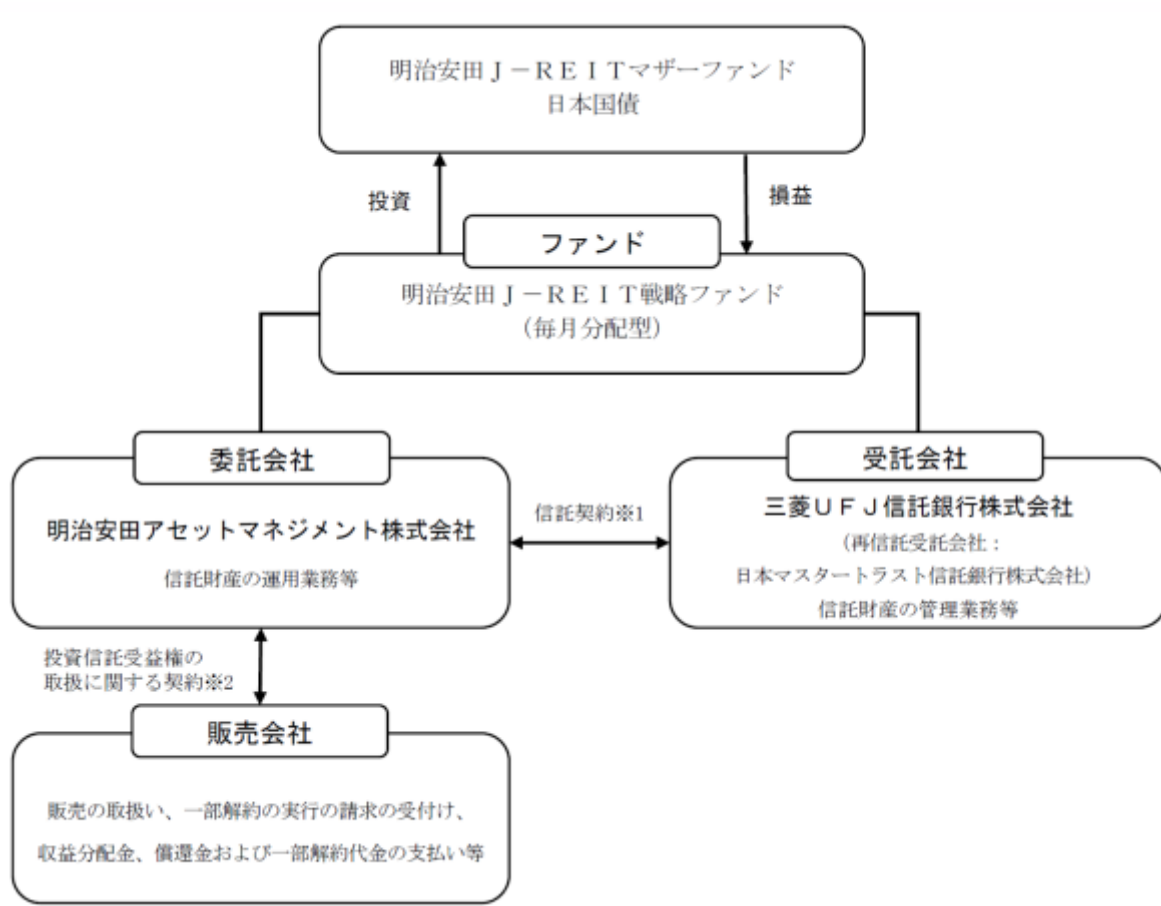 明治安田Ｊ－ＲＥＩＴマザーファンド
日本国債
投資
損益
ファンド
明治安田Ｊ－ＲＥＩＴ戦略ファンド
（毎月分配型）
委託会社
明治安田アセットマネジメント株式会社
信託財産の運用業務等
信託契約※1
受託会社
三菱ＵＦＪ信託銀行株式会社
（再信託受託会社：
日本マスタートラスト信託銀行株式会社）
信託財産の管理業務等
投資信託受益権の
取扱に関する契約※2
販売会社
販売の取扱い、一部解約の実行の請求の受付け、
収益分配金、償還金および一部解約代金の支払い等